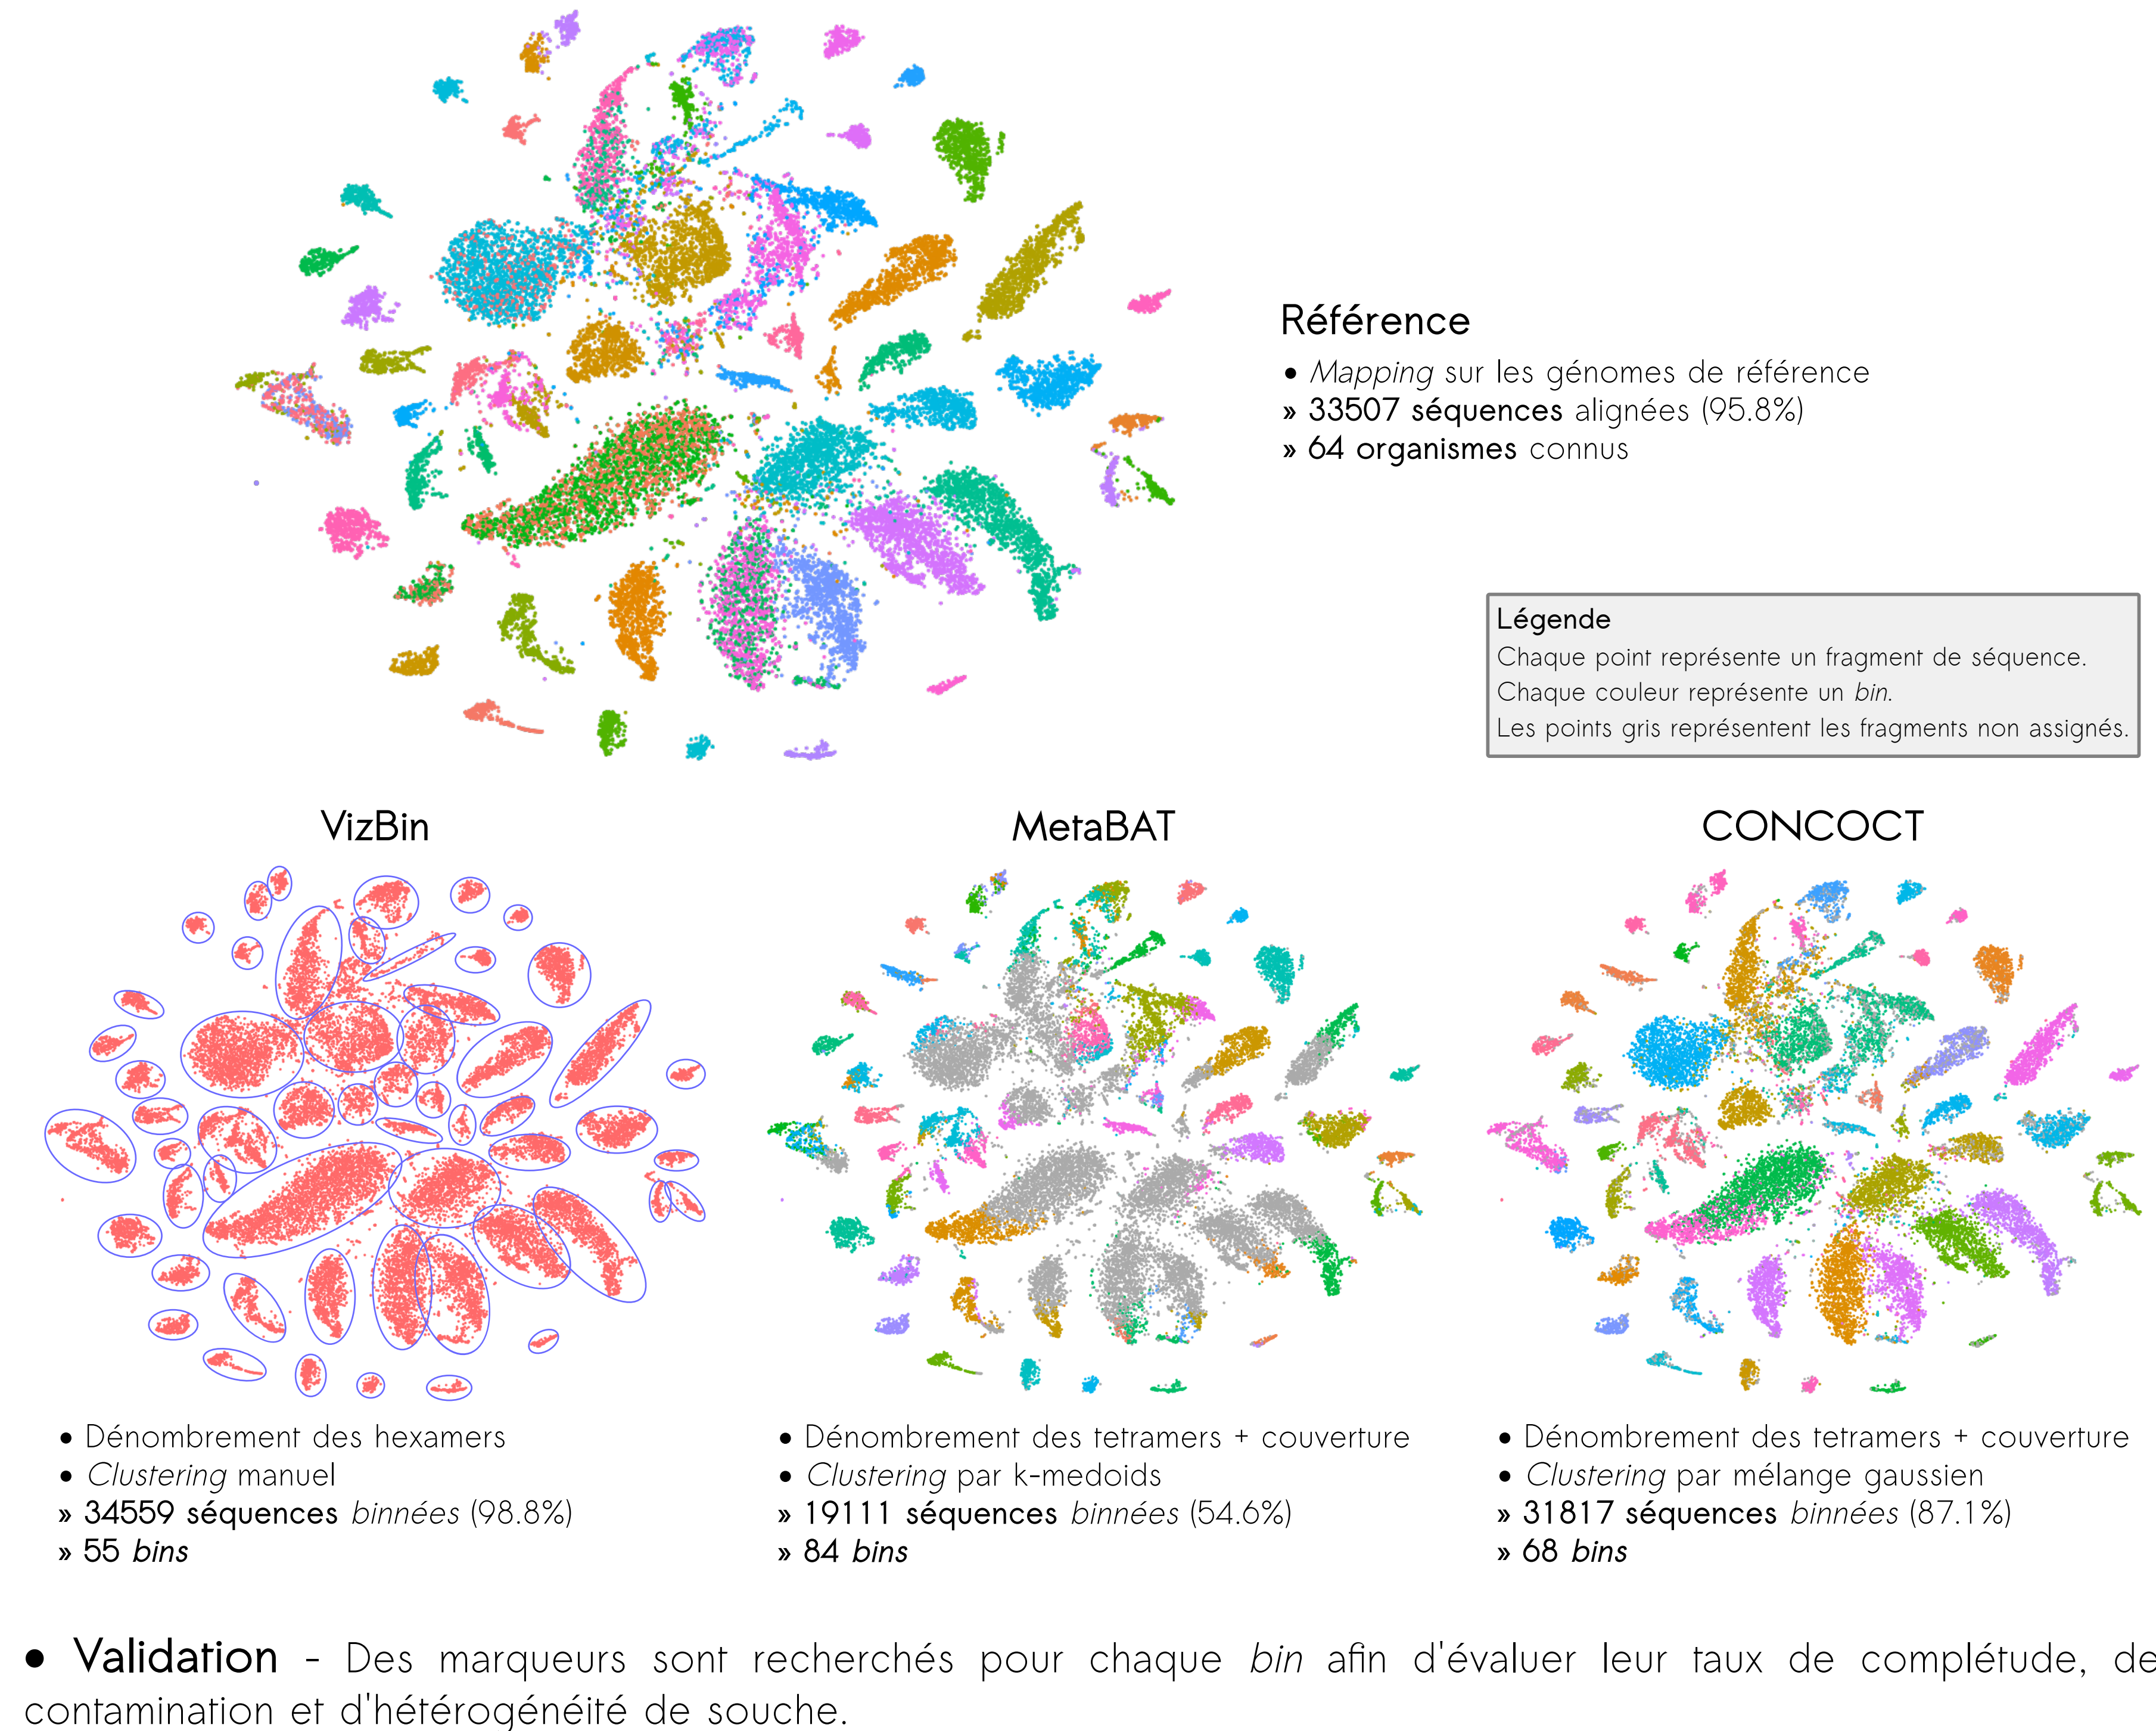 Référence
• Mapping sur les génomes de référence
» 33507 séquences alignées (95.8%)
» 64 organismes connus
Légende
Chaque point représente un fragment de séquence.
Chaque couleur représente un bin.
Les points gris représentent les fragments non assignés.
VizBin
• Dénombrement des hexamers
• Clustering manuel
» 34559 séquences binnées (98.8%)
» 55 bins
MetaBAT
• Dénombrement des tetramers + couverture
• Clustering par k-medoids
» 19111 séquences binnées (54.6%)
» 84 bins
CONCOCT
• Dénombrement des tetramers + couverture
• Clustering par mélange gaussien
» 31817 séquences binnées (87.1%)
» 68 bins
• Validation - Des marqueurs sont recherchés pour chaque bin afin d'évaluer leur taux de complétude, de
contamination et d'hétérogénéité de souche.